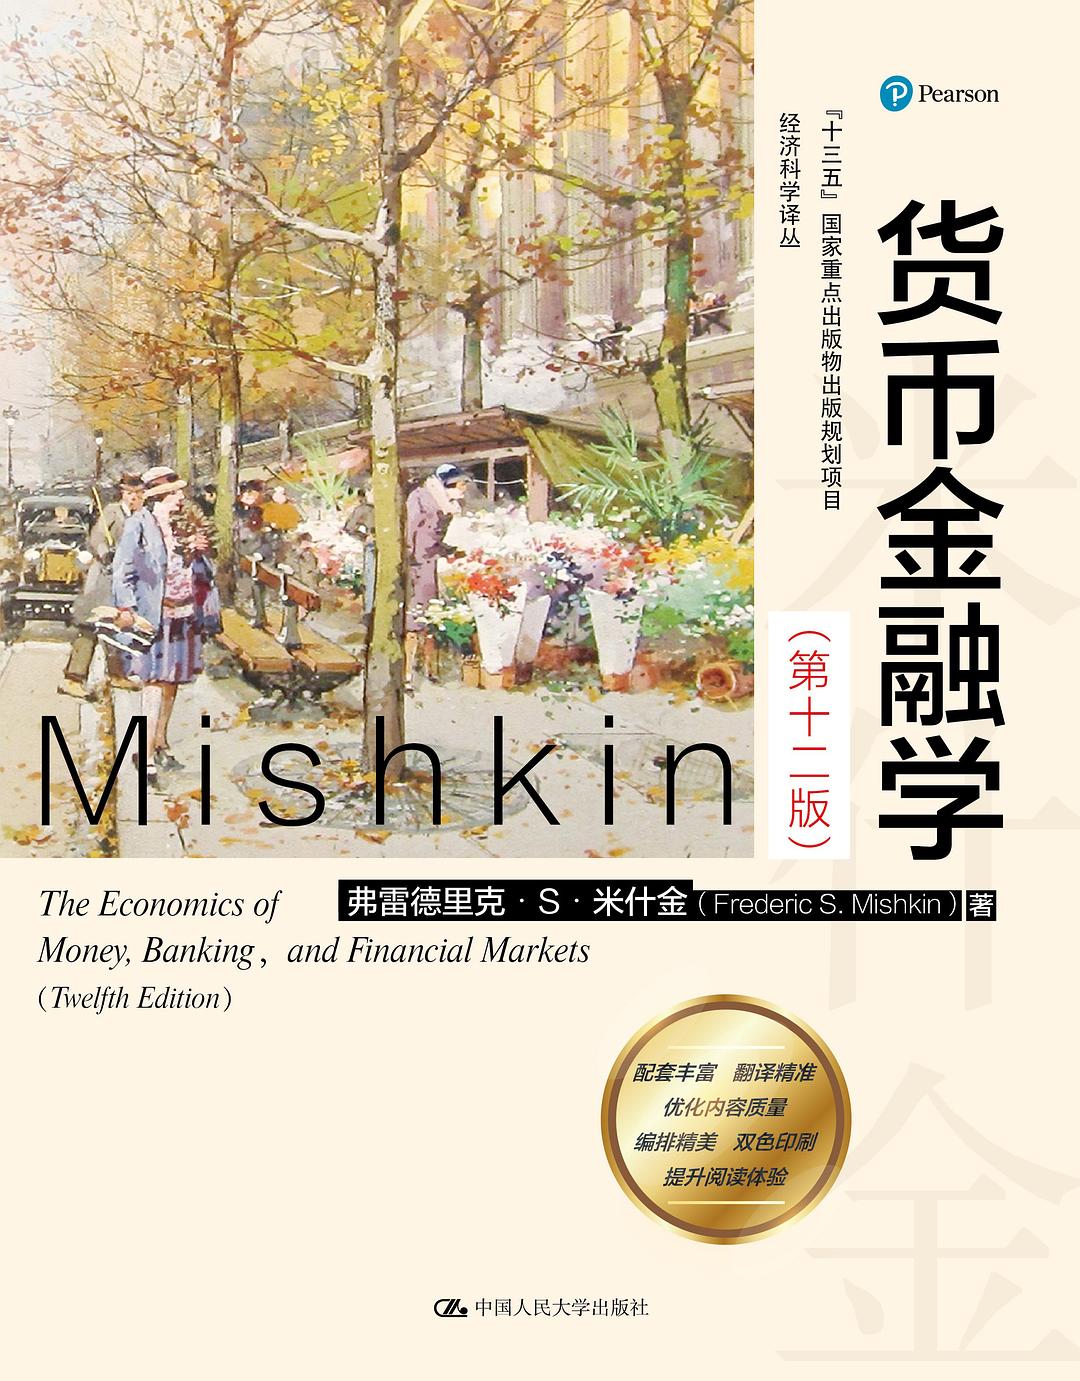 Pearson
『十三五』国家重点出版物出版规划项目
经济科学译丛
货币金融学
（第十二版）
Mishkin
弗雷德里克·S·米什金（Frederic S. Mishkin）著
The Economics of
Money, Banking, and Financial Markets
(Twelfth Edition)
配套丰富 翻译精准
优化内容质量
编排精美 双色印刷
提升阅读体验
中国人民大学出版社
米什金